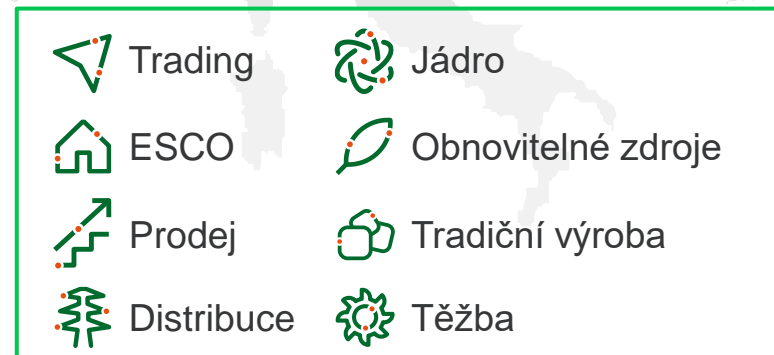 Trading
Jádro
ESCO
Obnovitelné zdroje
Prodej
Tradiční výroba
Distribuce
Těžba